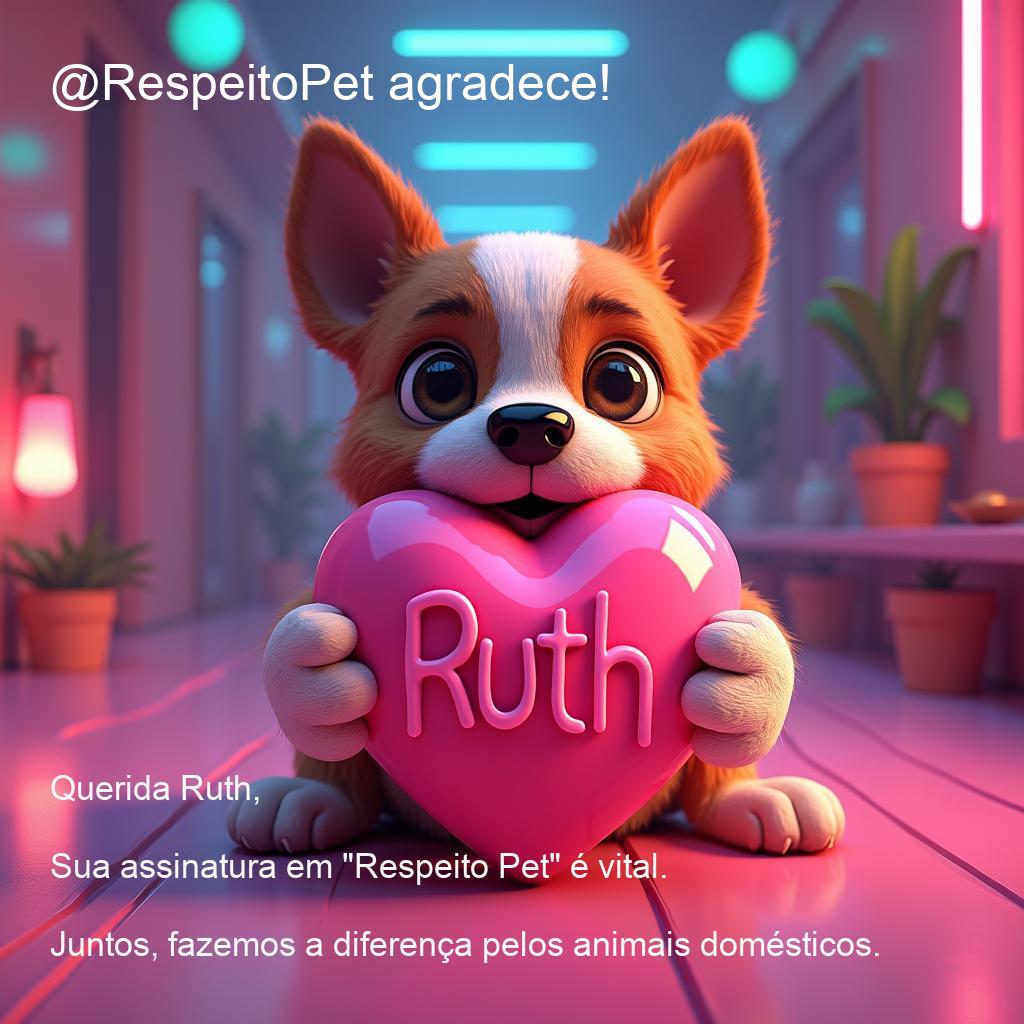 @RespeitoPet agradece!
Ruth
Querida Ruth,
Sua assinatura em "Respeito Pet" é vital.
Juntos, fazemos a diferença pelos animais domésticos.